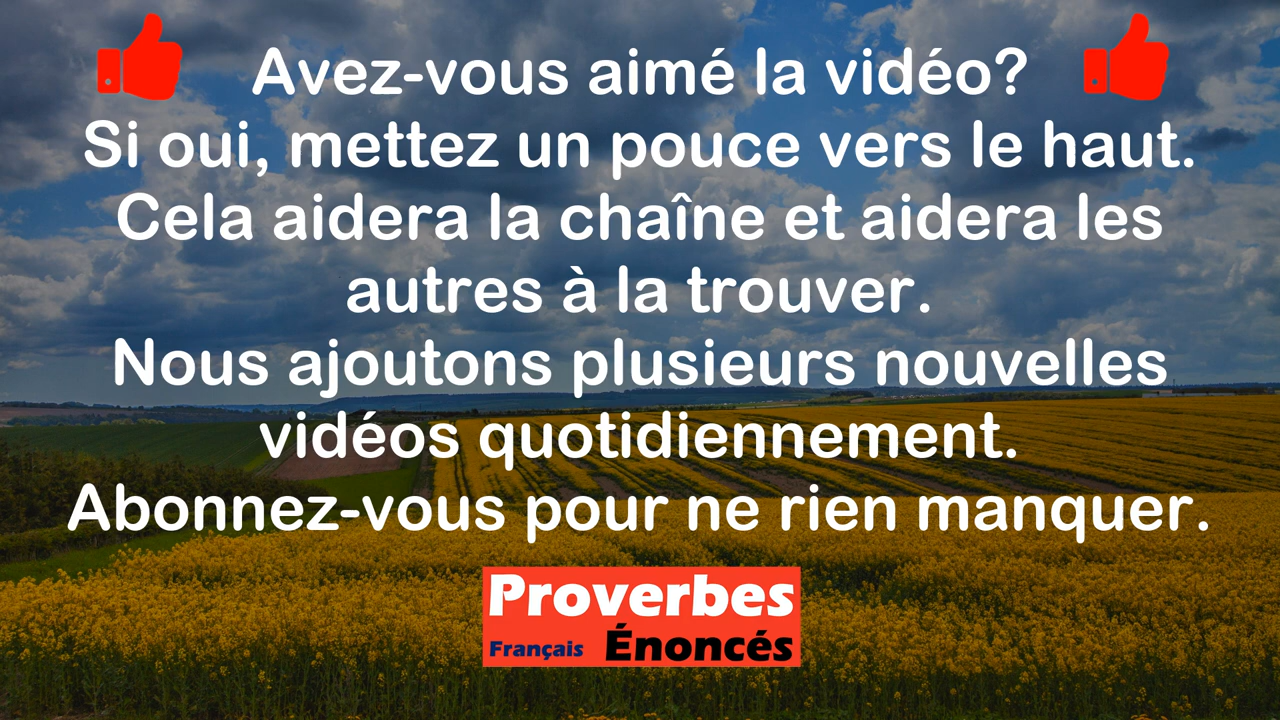 Avez-vous aimé la vidéo?
Si oui, mettez un pouce vers le haut.
Cela aidera la chaîne et aidera les
autres à la trouver.
Nous ajoutons plusieurs nouvelles
vidéos quotidiennement.
Abonnez-vous pour ne rien manquer.
Proverbes
Français Énoncés